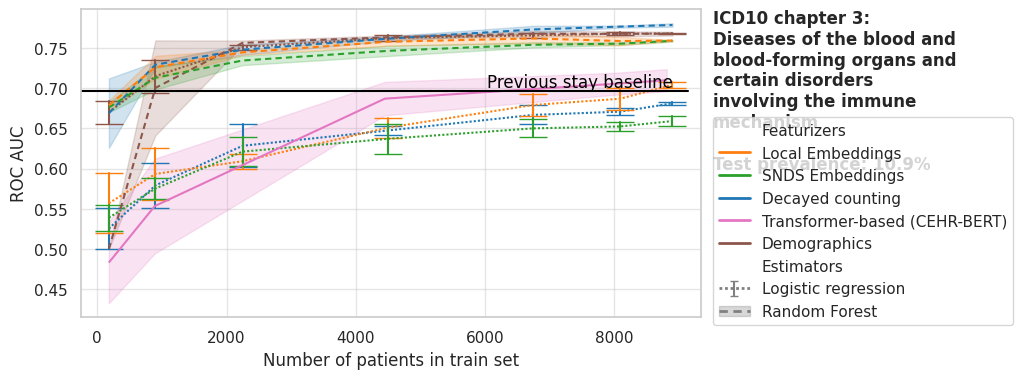 ICD10 chapter 3:
Diseases of the blood and
blood-forming organs and
certain disorders
involving the immune
mechanism
Test prevalence: 10.9%
Featurizers
Local Embeddings
SNDS Embeddings
Decayed counting
Transformer-based (CEHR-BERT)
Demographics
Estimators
Logistic regression
Random Forest
Previous stay baseline
ROC AUC
0.75
0.70
0.65
0.60
0.55
0.50
0.45
0
2000
4000
6000
8000
Number of patients in train set